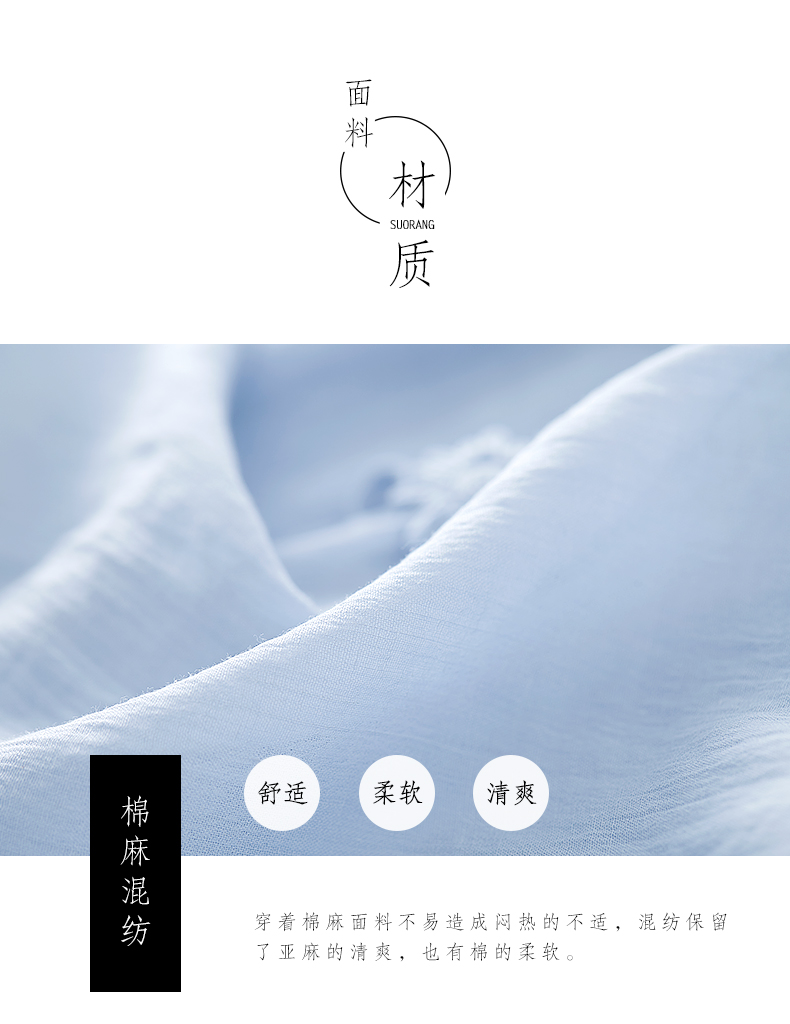 面料
材
SUORANG
质
舒适
柔软
清爽
棉麻混纺
穿着棉麻面料不易造成闷热的不适，混纺保留
了亚麻的清爽，也有棉的柔软。